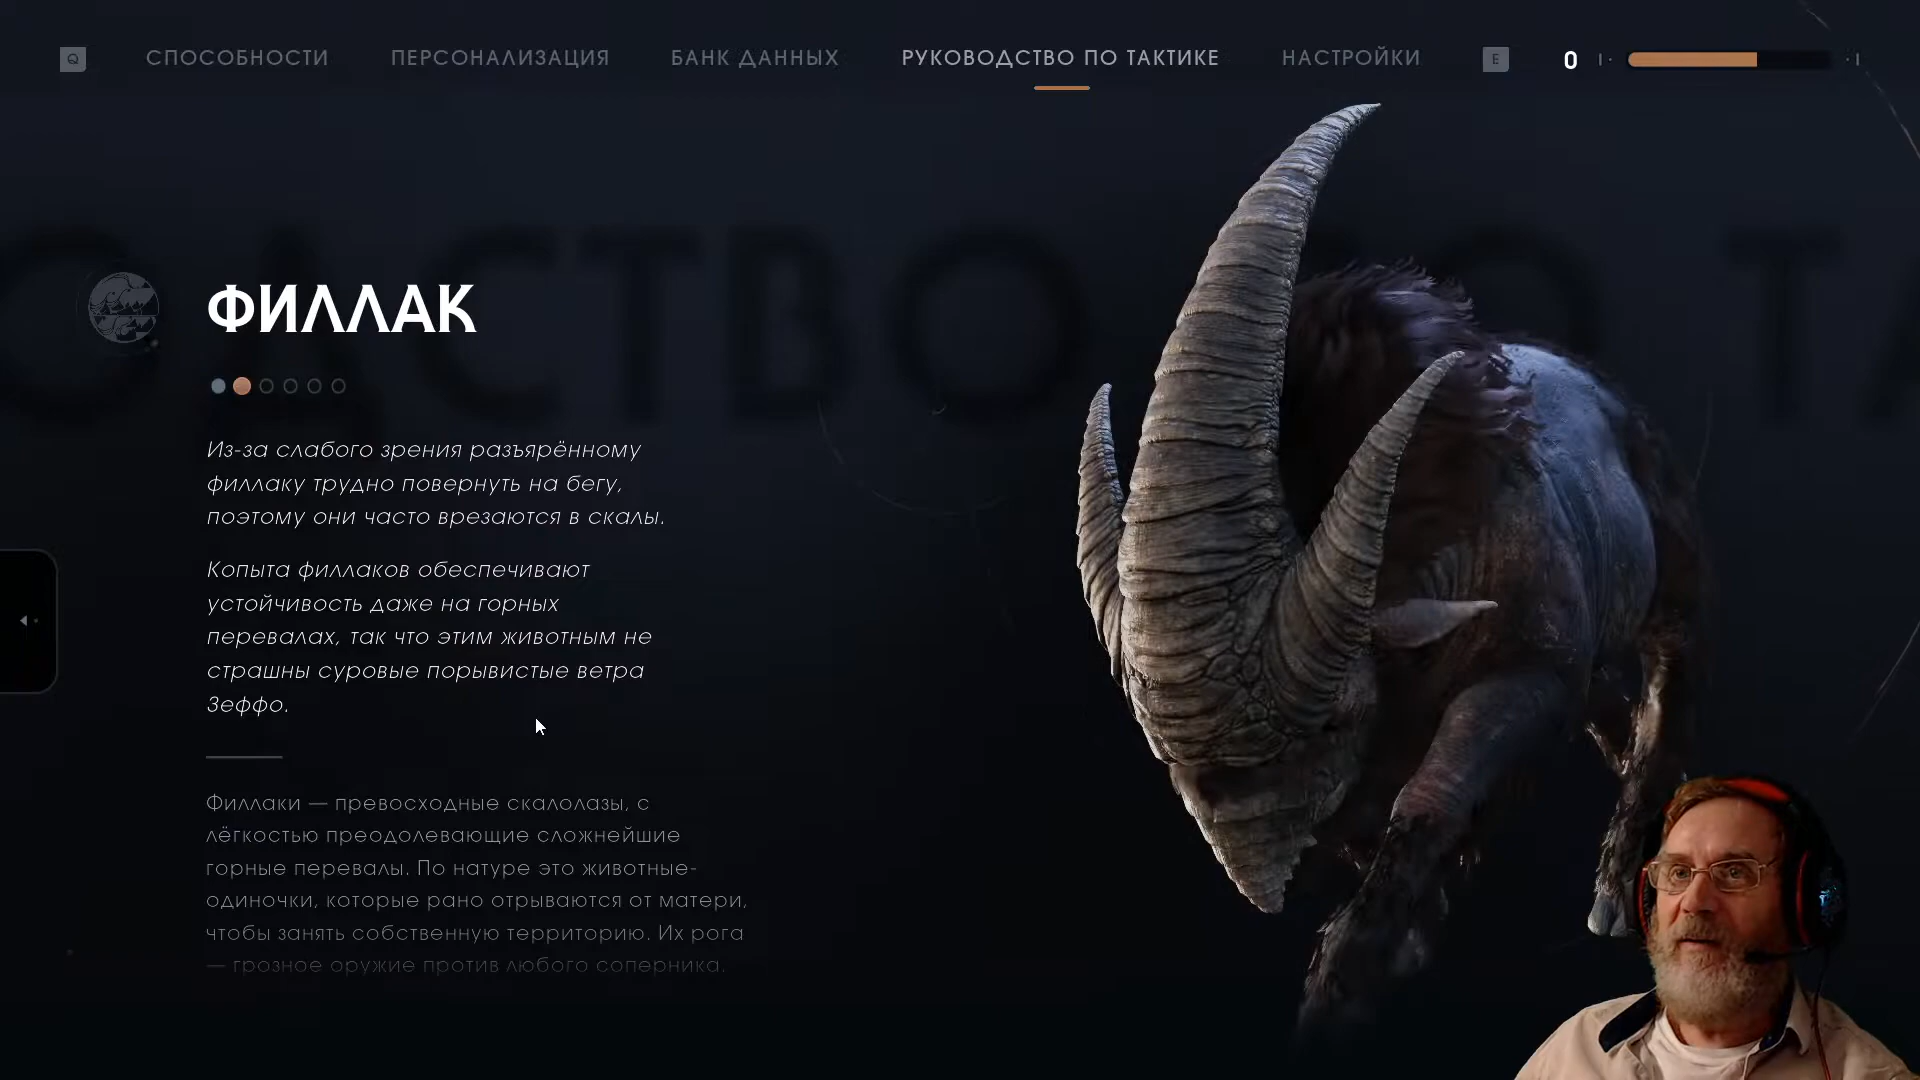 Q СПОСОБНОСТИ ПЕРСОНАЛИЗАЦИЯ БАНК ДАННЫХ РУКОВОДСТВО ПО ТАКТИКЕ НАСТРОЙКИ E 0
ОДСТВО ПО ТА
ФИЛЛАК
Из-за слабого зрения разъярённому
филлаку трудно повернуть на бегу,
поэтому они часто врезаются в скалы.
Копыта филлаков обеспечивают
устойчивость даже на горных
перевалах, так что этим животным не
страшны суровые порывистые ветра
Зеффо.
Филлаки — превосходные скалолазы, с
лёгкостью преодолевающие сложнейшие
горные перевалы. По натуре это животные-
одиночки, которые рано отрываются от матери,
чтобы занять собственную территорию. Их рога
— грозное оружие против любого соперника.